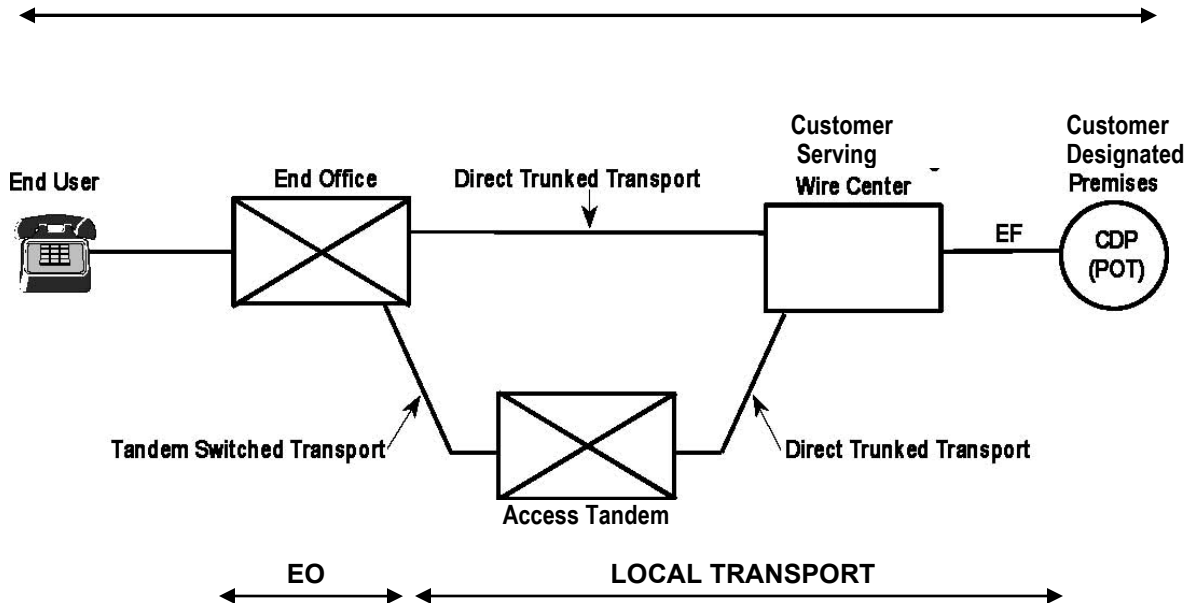 Customer
Serving
Wire Center
Customer
Designated
Premises
End User
End Office
Direct Trunked Transport
EF
CDP
(POT)
Tandem Switched Transport
Direct Trunked Transport
Access Tandem
EO
LOCAL TRANSPORT